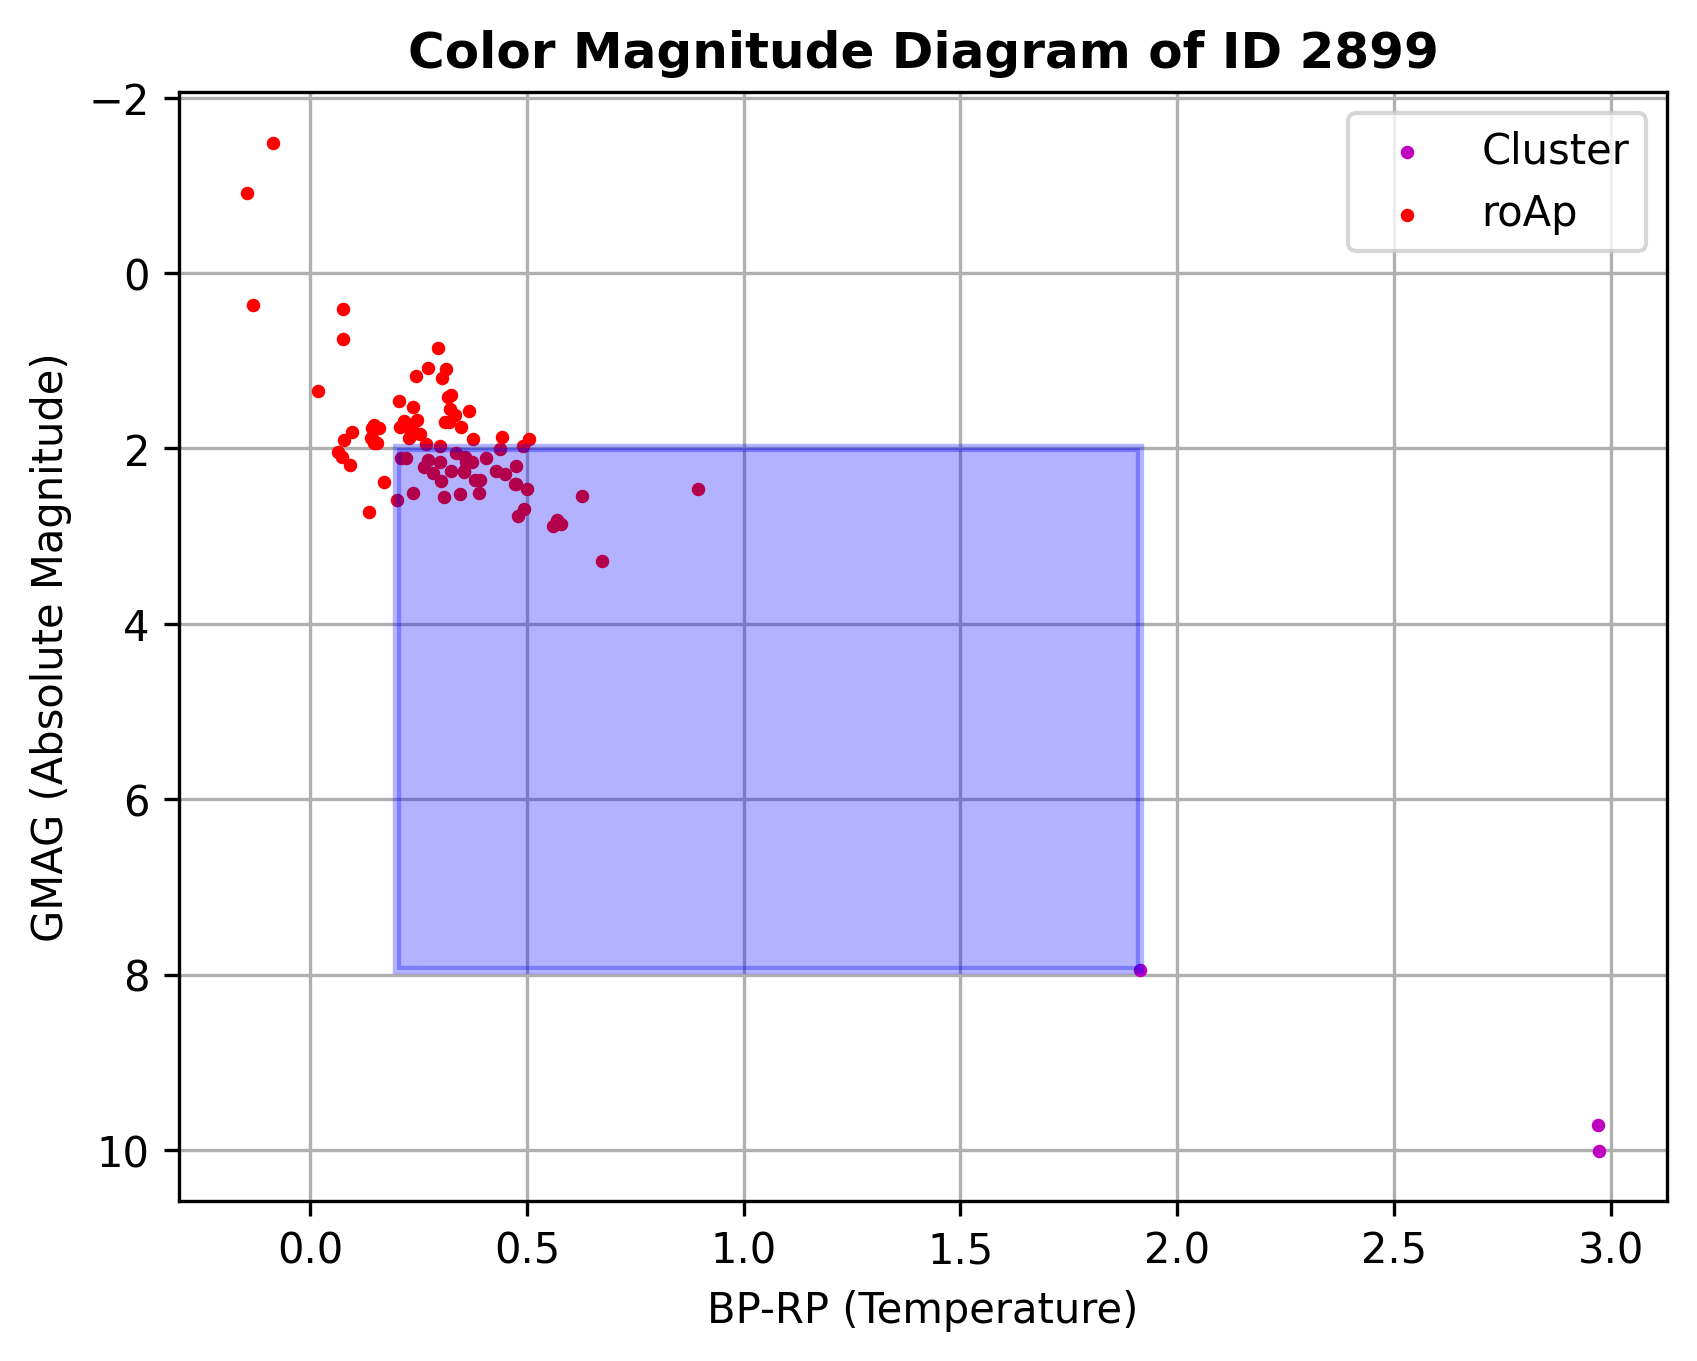 Color Magnitude Diagram of ID 2899
−2
0
2
4
6
8
10
GMAG (Absolute Magnitude)
Cluster
roAp
0.0 0.5 1.0 1.5 2.0 2.5 3.0
BP-RP (Temperature)